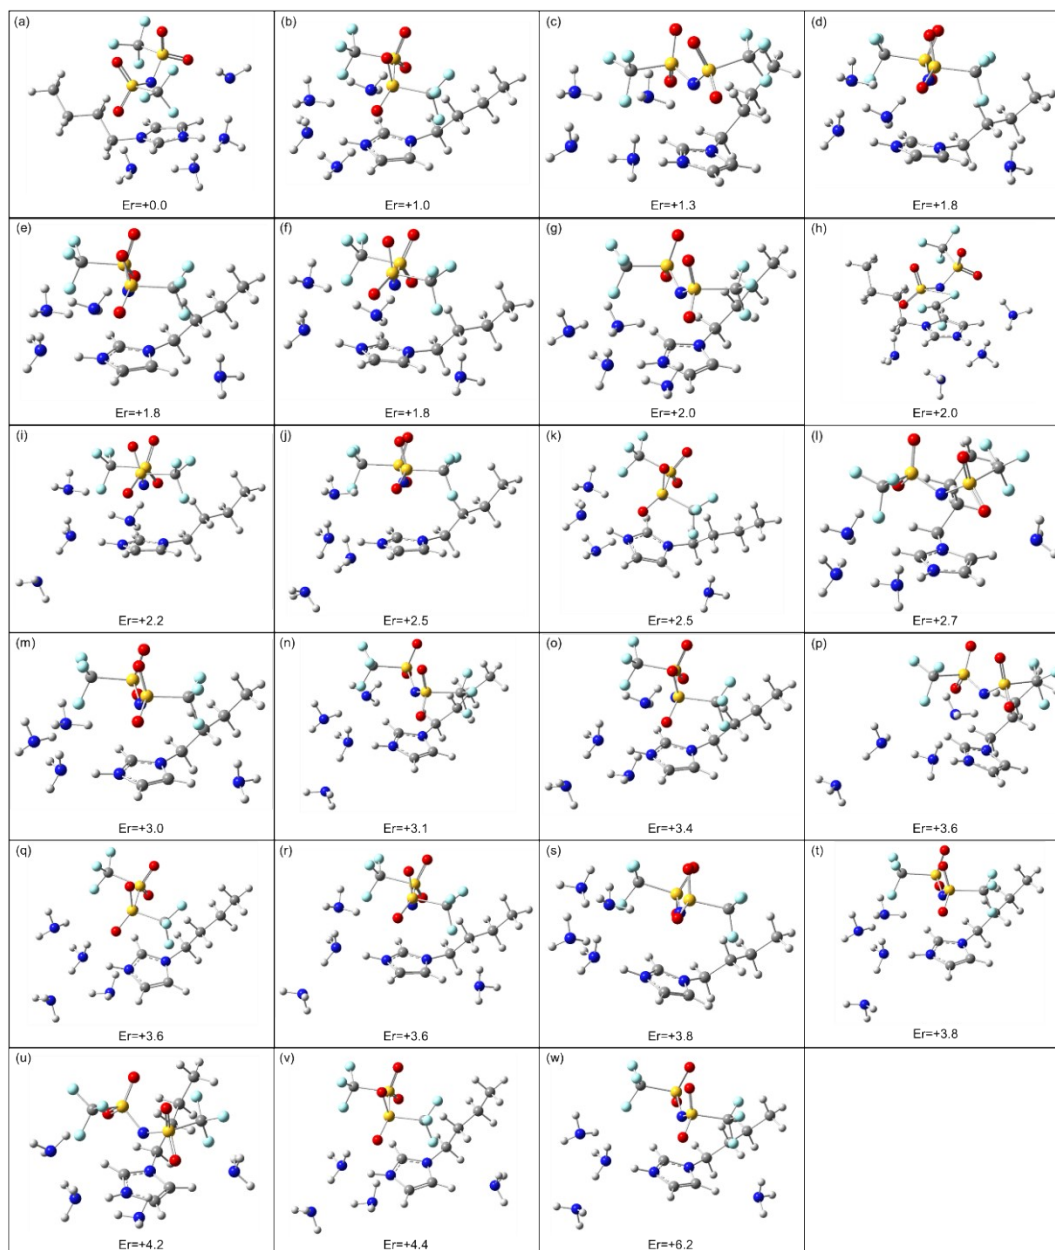 (a) (b) (c) (d)
Er=+0.0 Er=+1.0 Er=+1.3 Er=+1.8
(e) (f) (g) (h)
Er=+1.8 Er=+1.8 Er=+2.0 Er=+2.0
(i) (j) (k) (l)
Er=+2.2 Er=+2.5 Er=+2.5 Er=+2.7
(m) (n) (o) (p)
Er=+3.0 Er=+3.1 Er=+3.4 Er=+3.6
(q) (r) (s) (t)
Er=+3.6 Er=+3.6 Er=+3.8 Er=+3.8
(u) (v) (w)
Er=+4.2 Er=+4.4 Er=+6.2